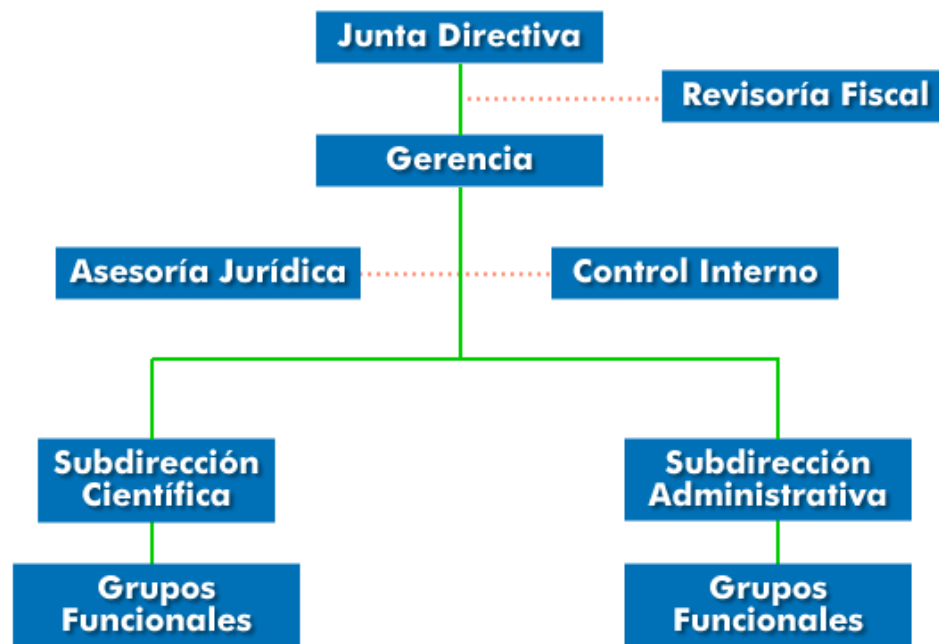 Junta Directiva
Revisoría Fiscal
Gerencia
Asesoría Jurídica
Control Interno
Subdirección
Científica
Subdirección
Administrativa
Grupos
Funcionales
Grupos
Funcionales